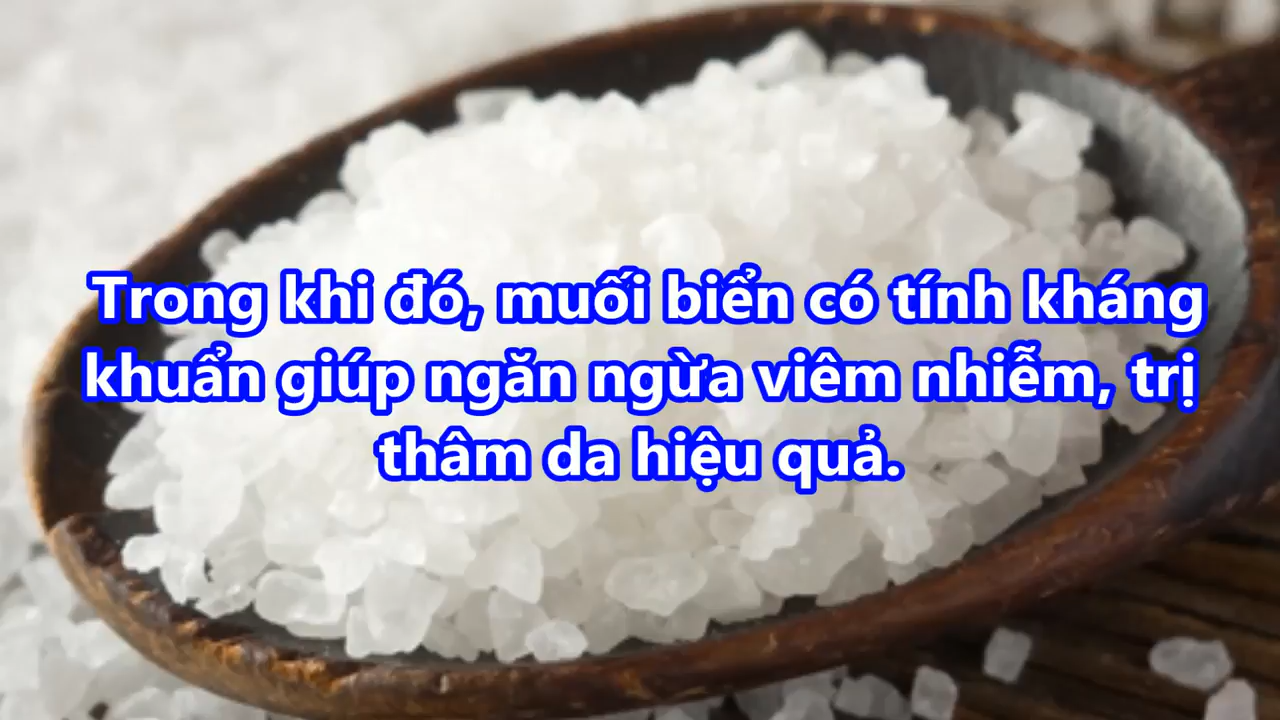 Trong khi đó, muối biển có tính kháng
khuẩn giúp ngăn ngừa viêm nhiễm, trị
thâm da hiệu quả.